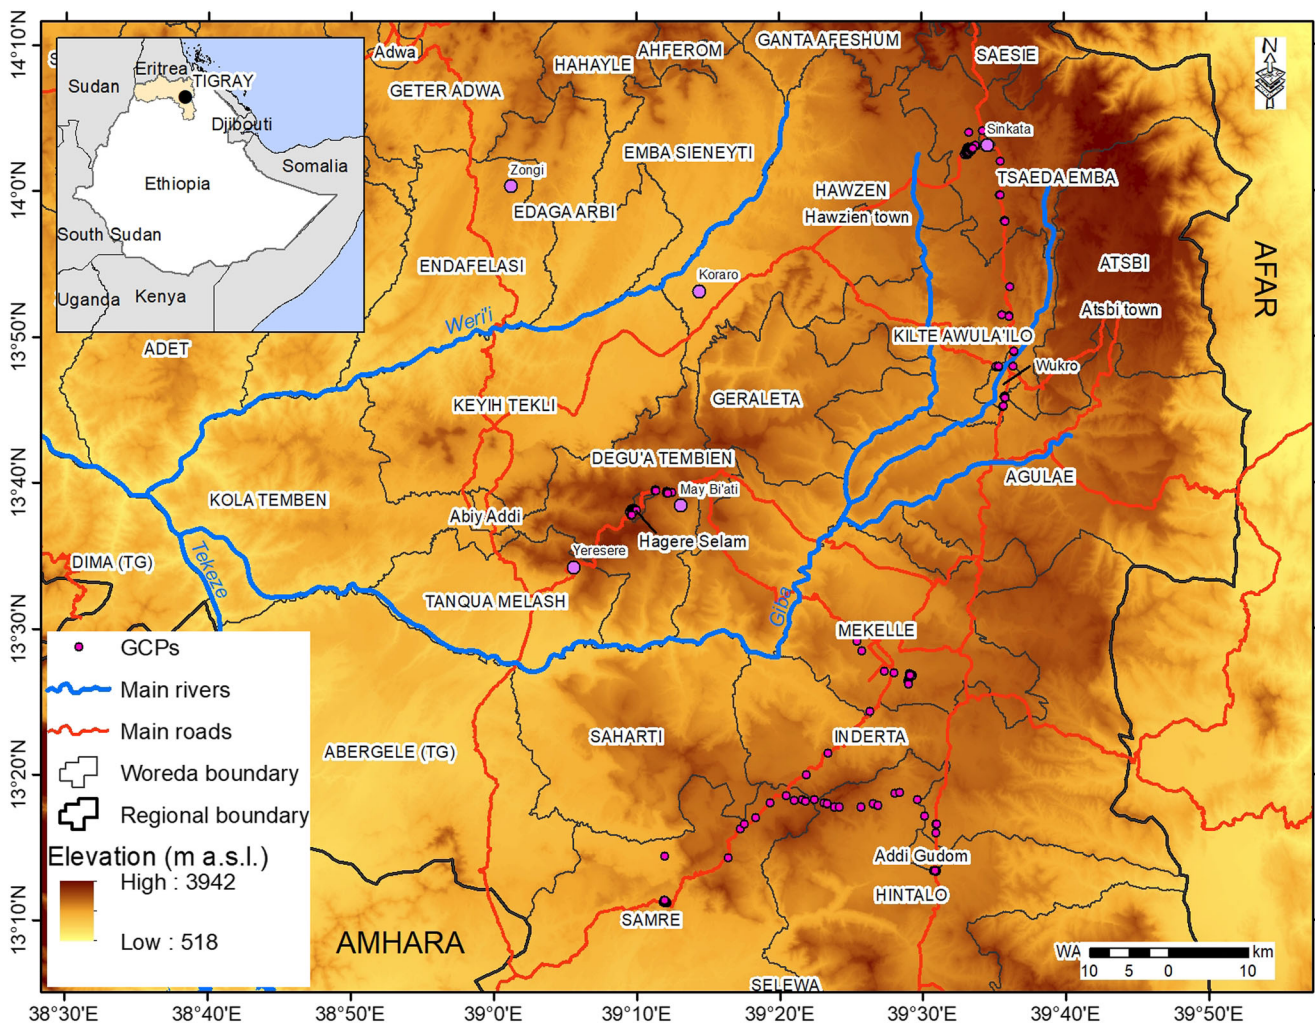 14°10'N
14°0'N
13°50'N
13°40'N
13°30'N
13°20'N
13°10'N
Sudan
Eritrea
TIGRAY
Djibouti
Somalia
Ethiopia
South Sudan
Uganda
Kenya
S
Adwa
GETER ADWA
HAHAYLE
AHFEROM
GANTA AFESHUM
SAESIE
N
Sinkata
EMBA SIENEYTI
Zongi
TSAEDA EMBA
HAWZEN
EDAGA ARBI
Hawzien town
ENDAFELASI
Koraro
ATSBI
AFAR
Atsbi town
Weri'i
KILTE AWULA'ILO
ADET
Wukro
GERALETA
KEYIH TEKLI
DEGU'A TEMBIEN
AGULAE
KOLA TEMBEN
May Bi'ati
Abiy Addi
Hagere Selam
Yeresere
DIMA (TG)
Tekeze
TANQUA MELASH
Giba
MEKELLE
SAHARTI
INDERTA
ABERGELE (TG)
Addi Gudom
HINTALO
SAMRE
AMHARA
WA
SELEWA
GCPs
Main rivers
Main roads
Woreda boundary
Regional boundary
Elevation (m a.s.l.)
High : 3942
Low : 518
km
10 5 0 10
38°30'E 38°40'E 38°50'E 39°0'E 39°10'E 39°20'E 39°30'E 39°40'E 39°50'E